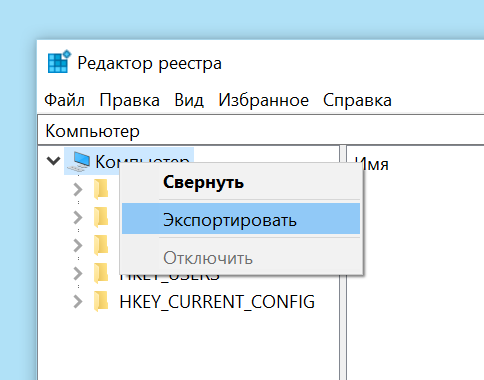 Редактор реестра
Файл Правка Вид Избранное Справка
Компьютер
Компьютер
Имя
Свернуть
Экспортировать
Отключить
HKEY_USERS
HKEY_CURRENT_CONFIG